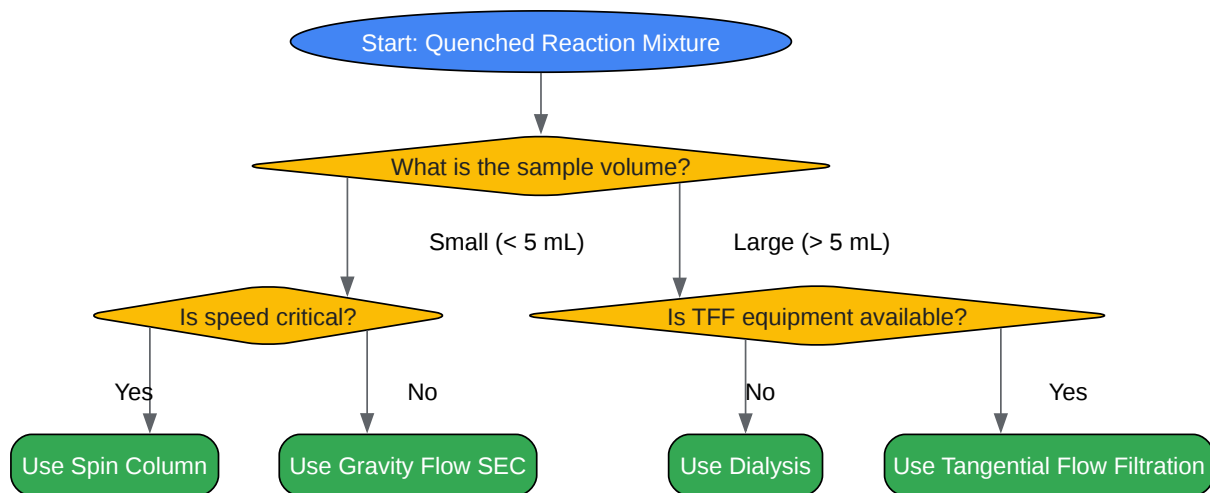 Start: Quenched Reaction Mixture
What is the sample volume?
Small (< 5 mL)
Large (> 5 mL)
Is speed critical?
Is TFF equipment available?
Yes
No
No
Yes
Use Spin Column
Use Gravity Flow SEC
Use Dialysis
Use Tangential Flow Filtration